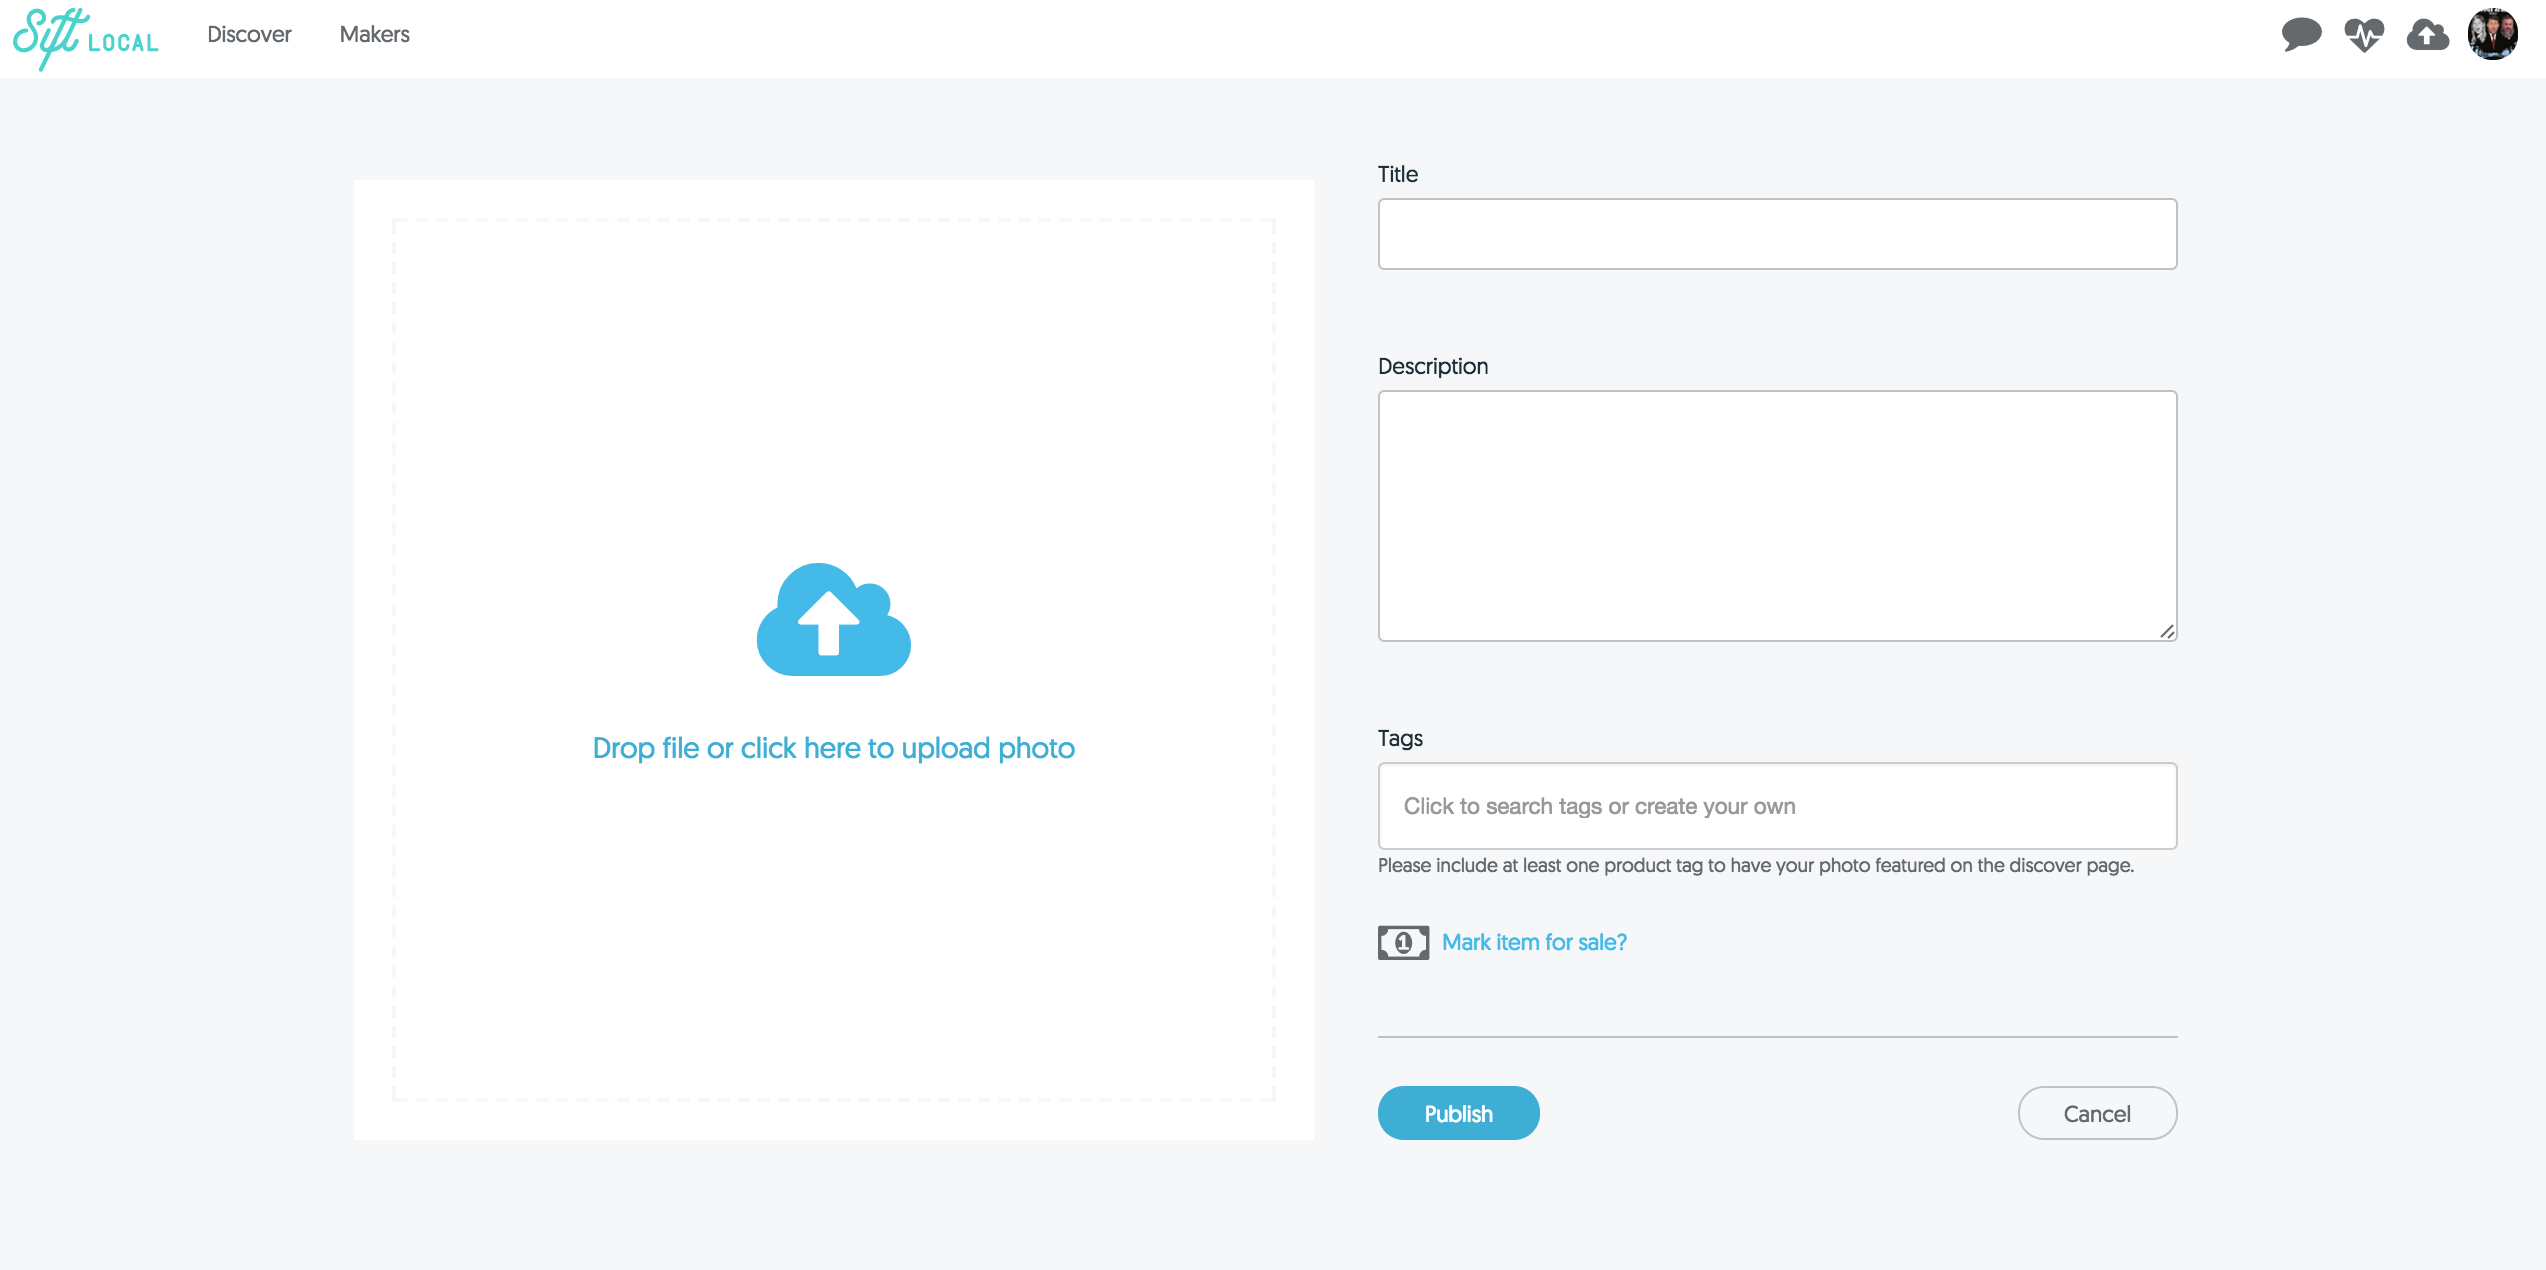 Sift LOCAL
Discover
Makers
Drop file or click here to upload photo
Title
Description
Tags
Click to search tags or create your own
Please include at least one product tag to have your photo featured on the discover page.
1
Mark item for sale?
Publish
Cancel